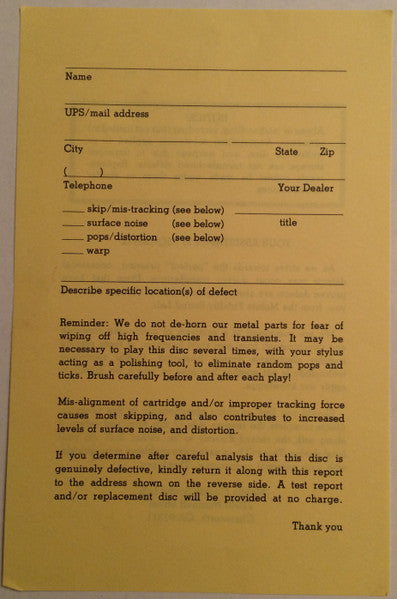 Name
UPS/mail address
City State Zip
( )
Telephone Your Dealer
____ skip/mis-tracking (see below)
____ surface noise (see below) title
____ pops/distortion (see below)
____ warp
Describe specific location(s) of defect
Reminder: We do not de-horn our metal parts for fear of
wiping off high frequencies and transients. It may be
necessary to play this disc several times, with your stylus
acting as a polishing tool, to eliminate random pops and
ticks. Brush carefully before and after each play!
Mis-alignment of cartridge and/or improper tracking force
causes most skipping, and also contributes to increased
levels of surface noise, and distortion.
If you determine after careful analysis that this disc is
genuinely defective, kindly return it along with this report
to the address shown on the reverse side. A test report
and/or replacement disc will be provided at no charge.
Thank you